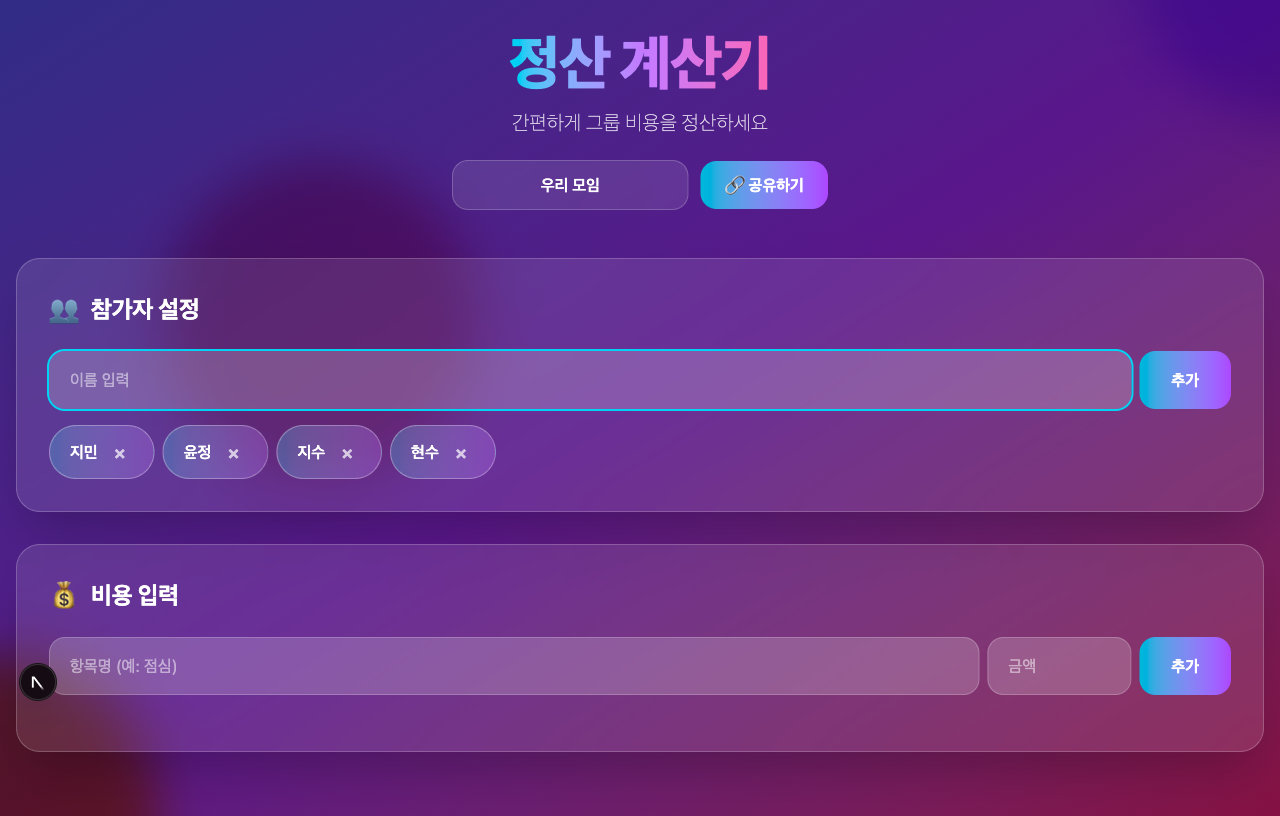 정산 계산기
간편하게 그룹 비용을 정산하세요
우리 모임
🔗 공유하기
👥 참가자 설정
이름 입력
추가
지민 × 윤정 × 지수 × 현수 ×
💰 비용 입력
항목명 (예: 점심) 금액 추가
N